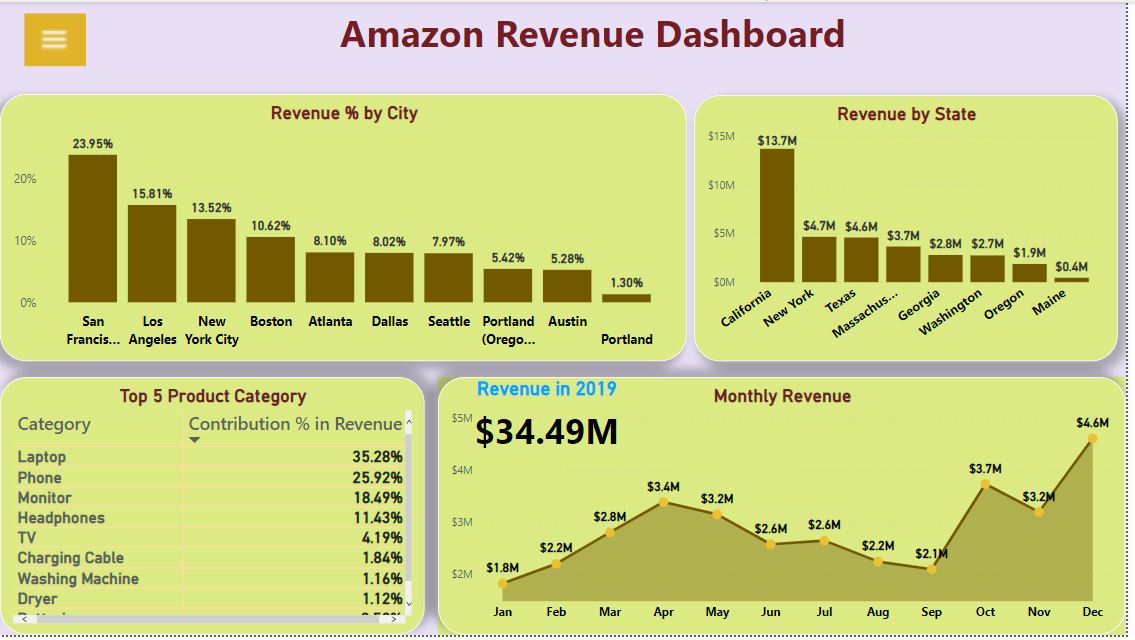 Amazon Revenue Dashboard
Revenue % by City
23.95%
15.81%
13.52%
10.62%
8.10%
8.02%
7.97%
5.42%
5.28%
1.30%
20%
10%
0%
San Francis...
Los Angeles
New York City
Boston
Atlanta
Dallas
Seattle
Portland (Orego...
Austin
Portland
Revenue by State
$15M
$10M
$5M
$0M
$13.7M
$4.7M
$4.6M
$3.7M
$2.8M
$2.7M
$1.9M
$0.4M
California
New York
Texas
Massachus...
Georgia
Washington
Oregon
Maine
Top 5 Product Category
Category Contribution % in Revenue
Laptop 35.28%
Phone 25.92%
Monitor 18.49%
Headphones 11.43%
TV 4.19%
Charging Cable 1.84%
Washing Machine 1.16%
Dryer 1.12%
Revenue in 2019
$34.49M
Monthly Revenue
$5M
$4M
$3M
$2M
$1.8M
$2.2M
$2.8M
$3.4M
$3.2M
$2.6M
$2.6M
$2.2M
$2.1M
$3.7M
$3.2M
$4.6M
Jan
Feb
Mar
Apr
May
Jun
Jul
Aug
Sep
Oct
Nov
Dec